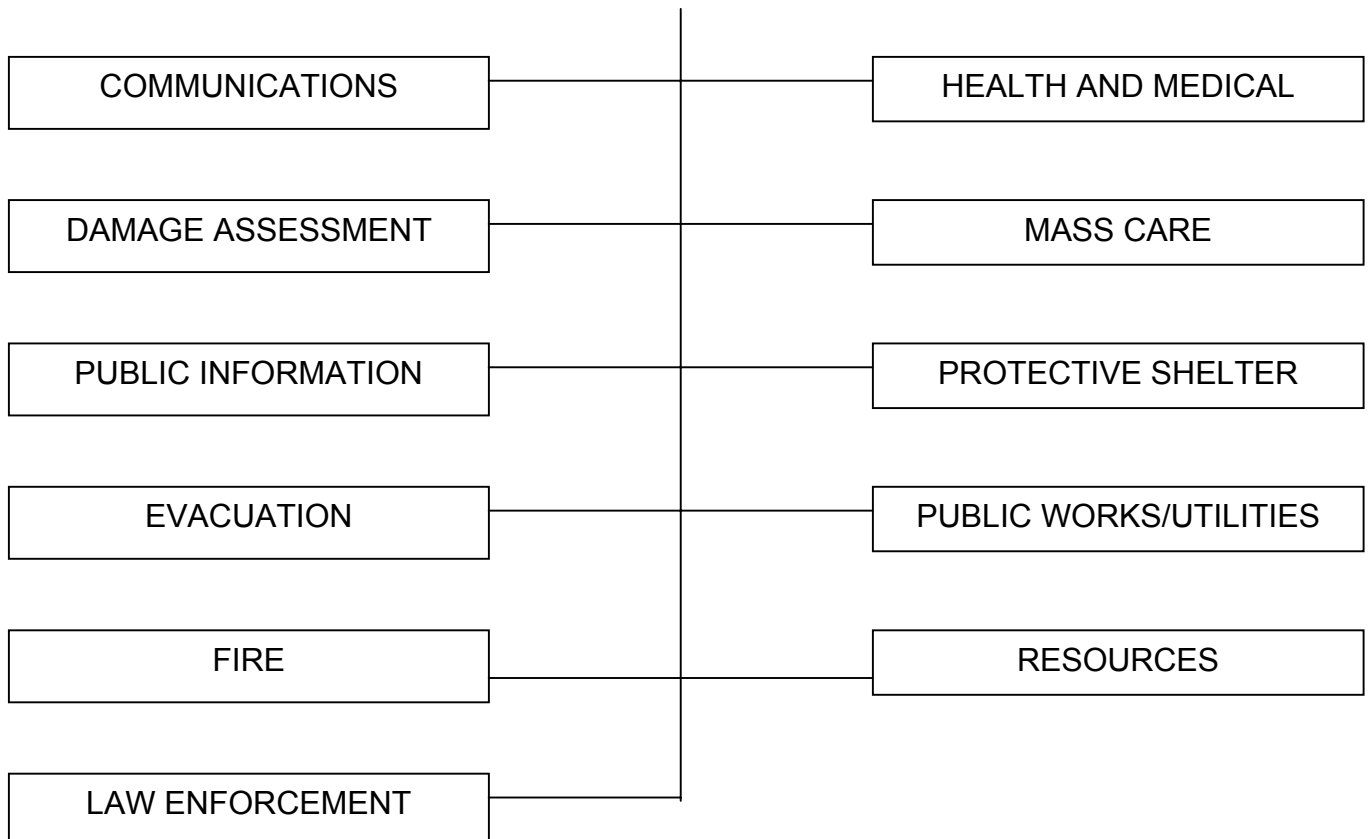 COMMUNICATIONS
HEALTH AND MEDICAL
DAMAGE ASSESSMENT
MASS CARE
PUBLIC INFORMATION
PROTECTIVE SHELTER
EVACUATION
PUBLIC WORKS/UTILITIES
FIRE
RESOURCES
LAW ENFORCEMENT